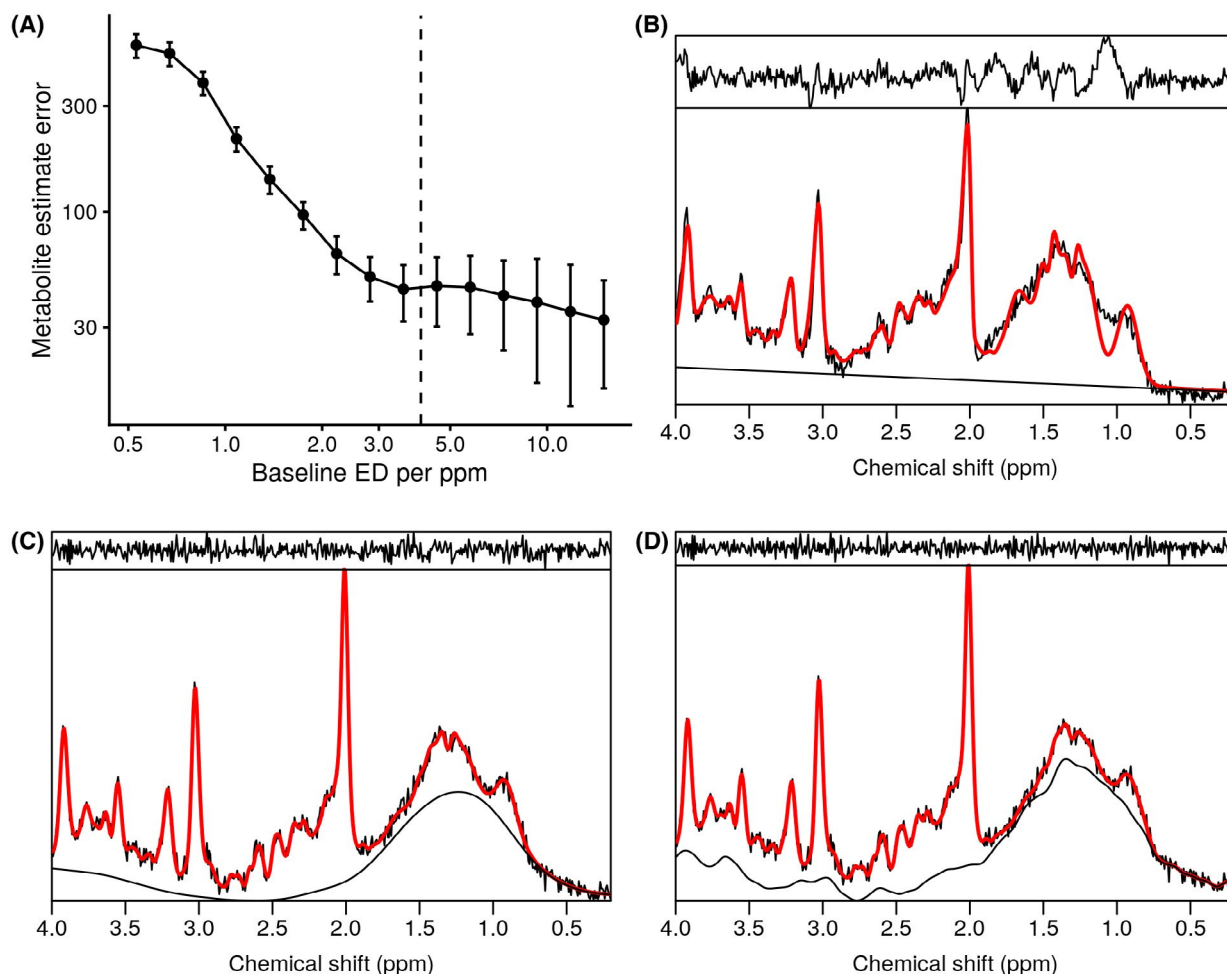 (A)
Metabolite estimate error
300
100
30
0.5 1.0 2.0 3.0 5.0 10.0
Baseline ED per ppm
(B)
4.0 3.5 3.0 2.5 2.0 1.5 1.0 0.5
Chemical shift (ppm)
(C)
4.0 3.5 3.0 2.5 2.0 1.5 1.0 0.5
Chemical shift (ppm)
(D)
4.0 3.5 3.0 2.5 2.0 1.5 1.0 0.5
Chemical shift (ppm)